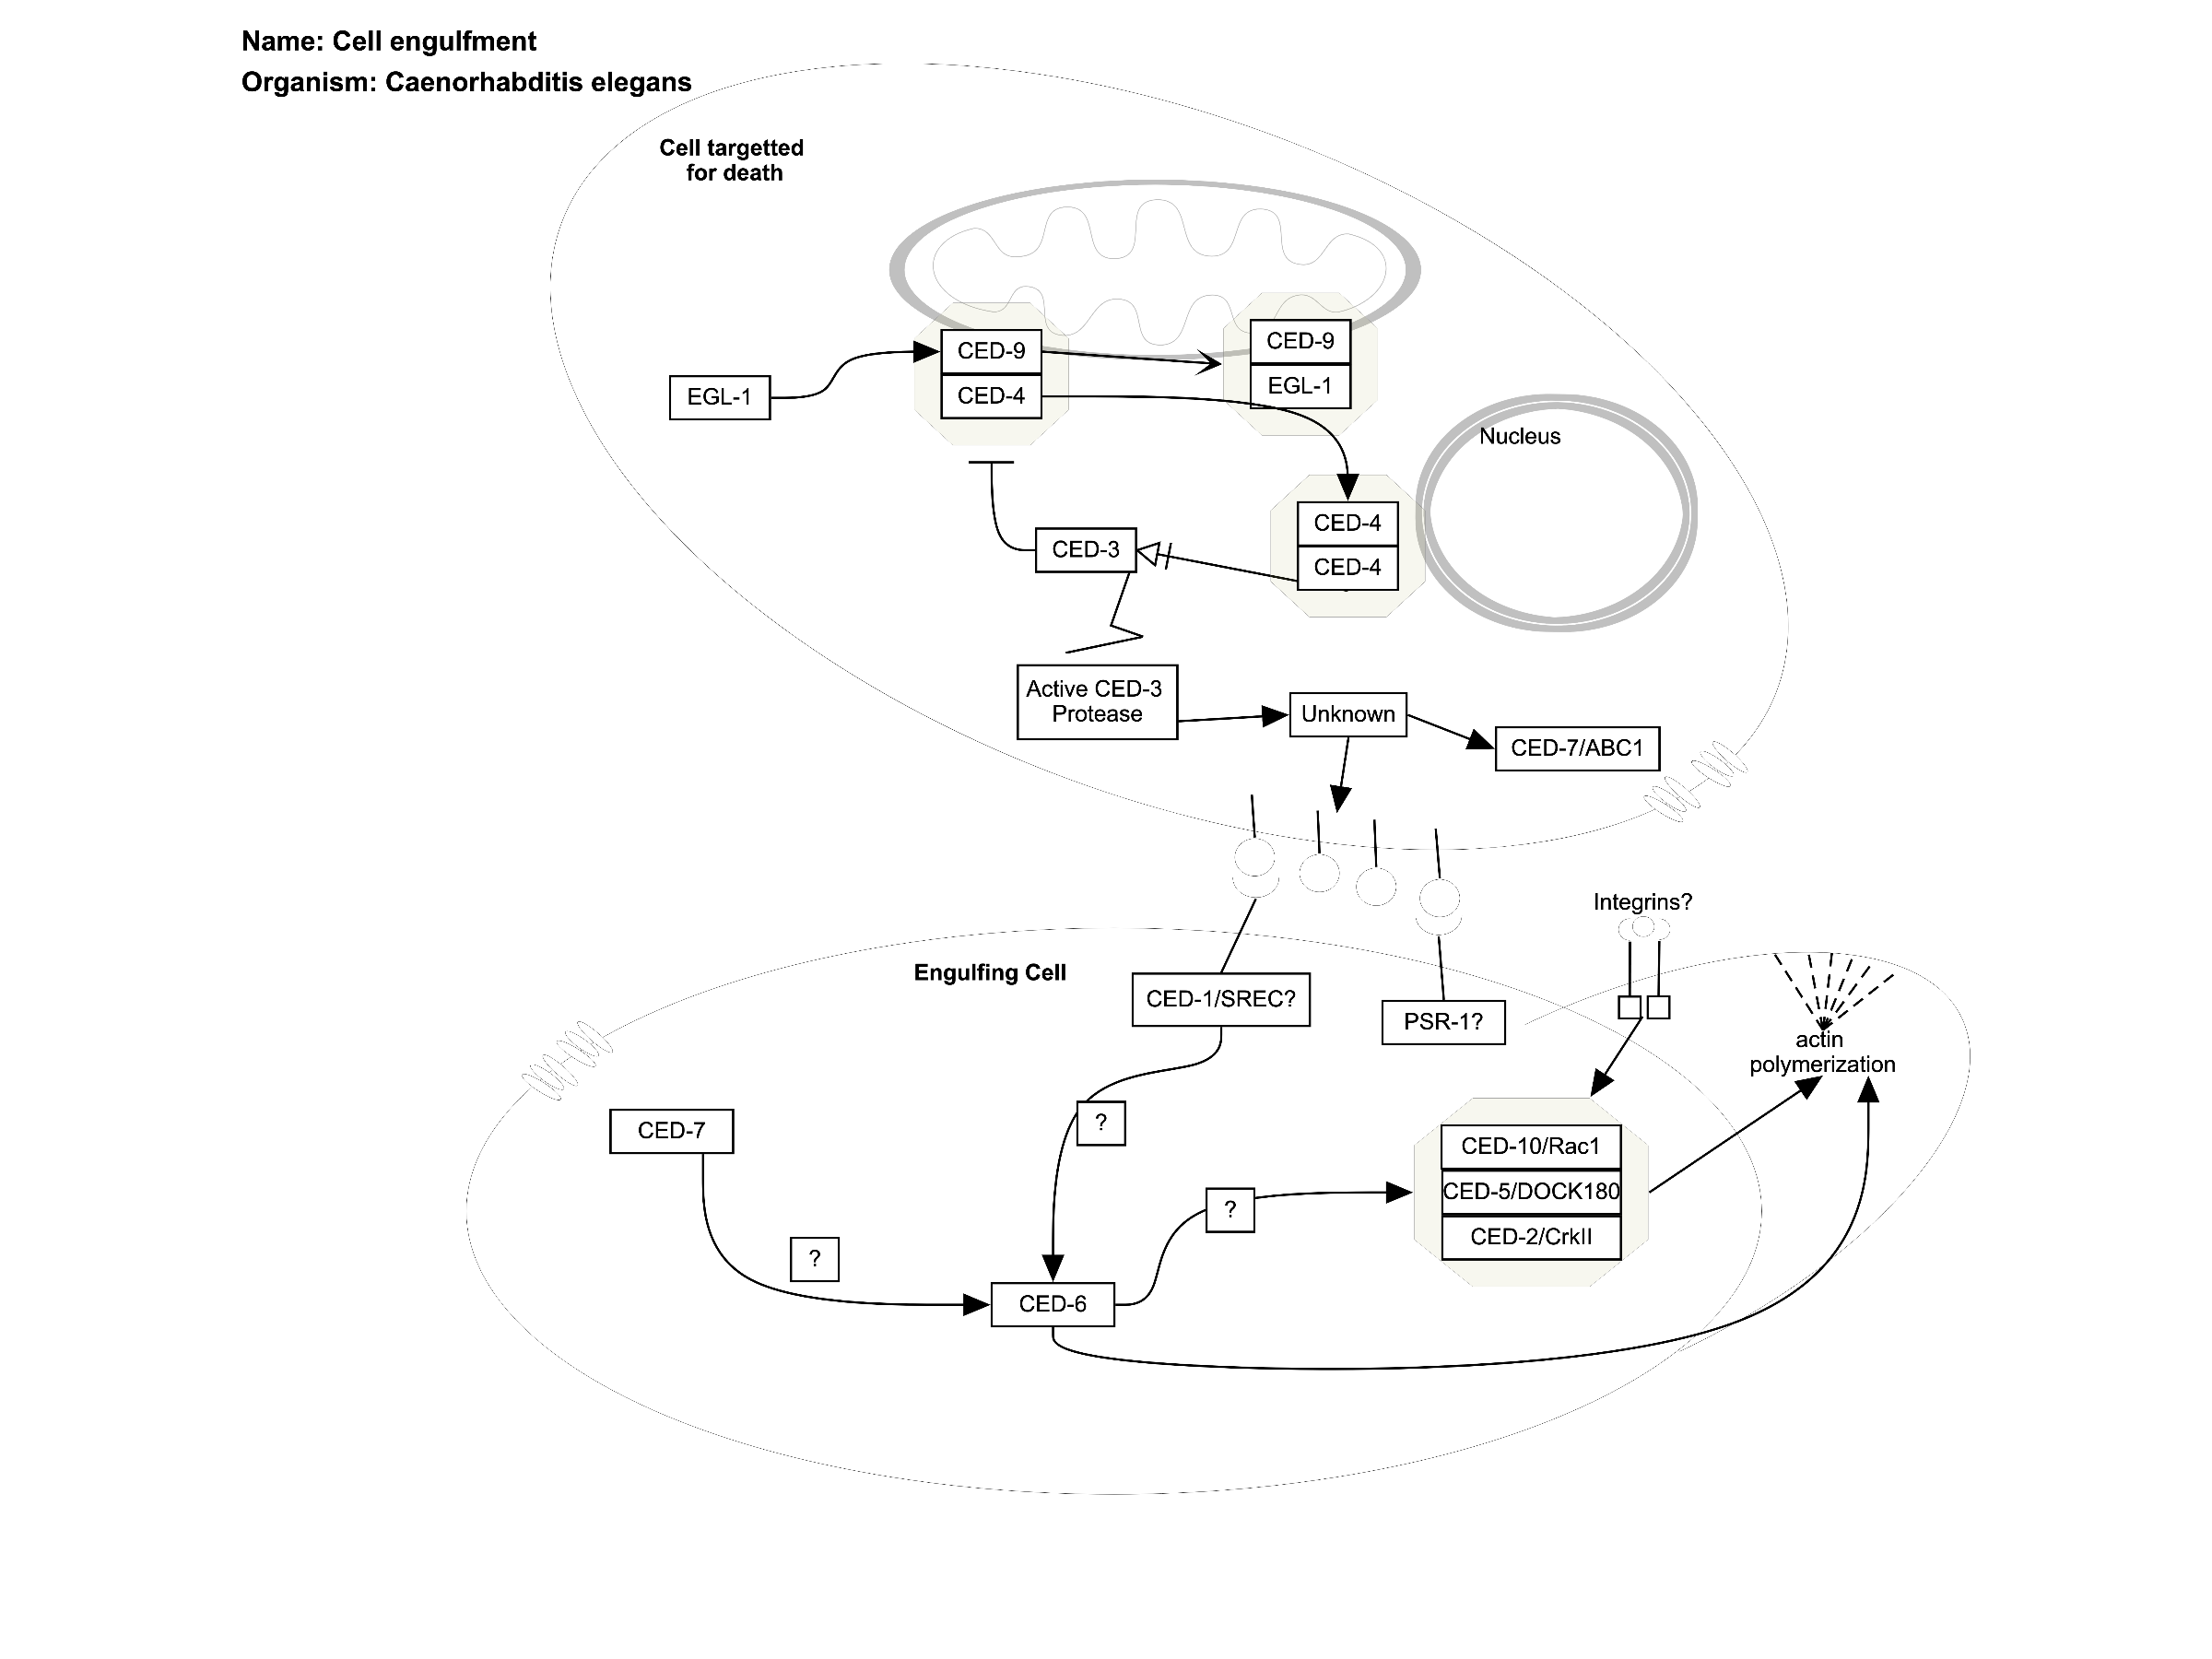 Name: Cell engulfment
Organism: Caenorhabditis elegans
Cell targetted
for death
CED-9
CED-4
CED-9
EGL-1
EGL-1
Nucleus
CED-4
CED-4
CED-3
Active CED-3
Protease
Unknown
CED-7/ABC1
Integrins?
Engulfing Cell
CED-1/SREC?
PSR-1?
actin
polymerization
CED-7
?
CED-10/Rac1
CED-5/DOCK180
CED-2/CrkII
?
?
CED-6